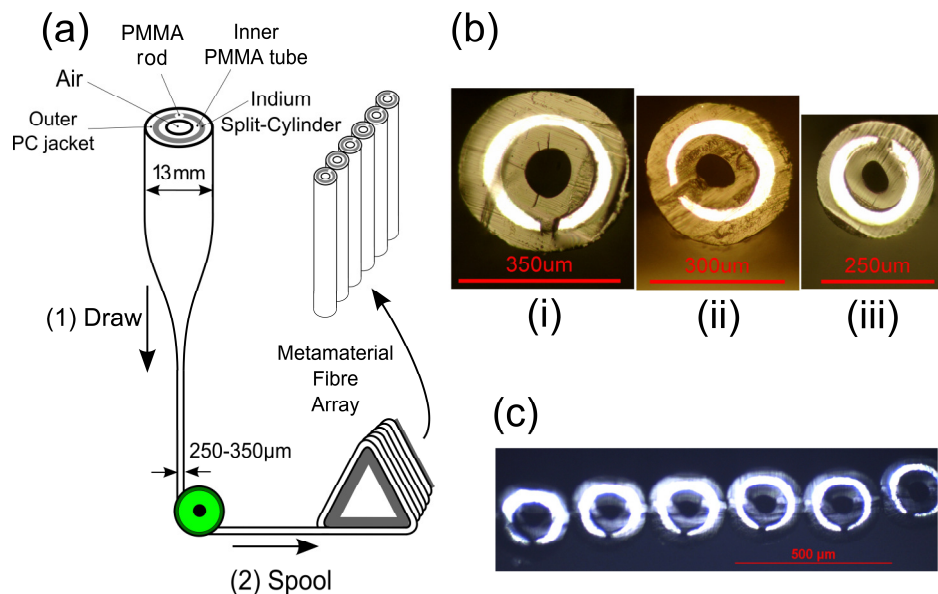 (a)
PMMA
rod
Inner
PMMA tube
Air
Outer
PC jacket
Indium
Split-Cylinder
13mm
(1) Draw
Metamaterial
Fibre
Array
250-350µm
(2) Spool
(b)
350um
300um
250um
(i)
(ii)
(iii)
(c)
500 µm